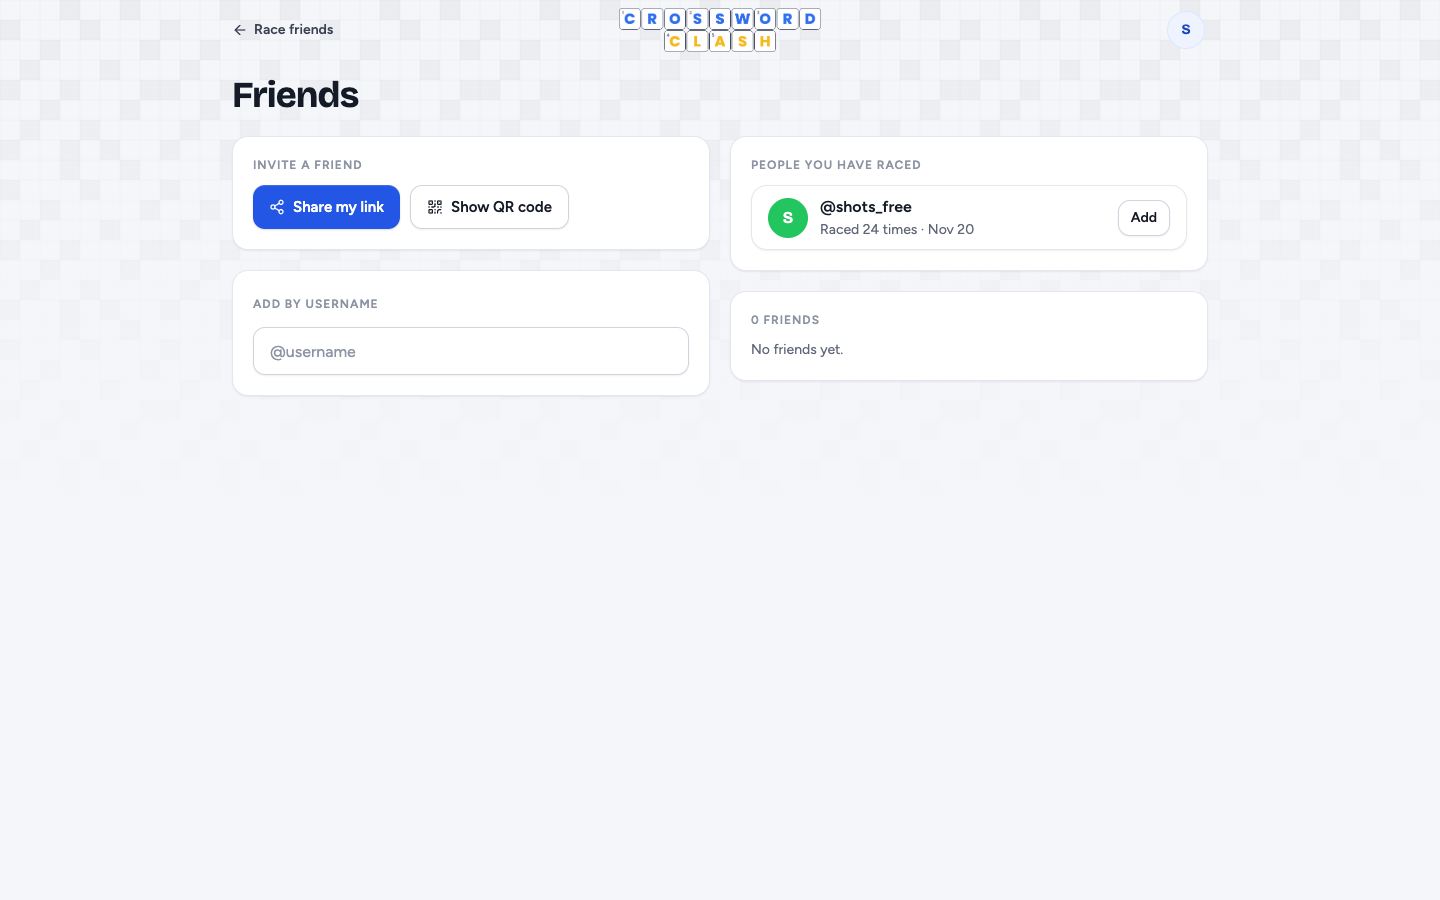 Race friends
CROSSWORD
CLASH
S
Friends
INVITE A FRIEND
Share my link
Show QR code
ADD BY USERNAME
@username
PEOPLE YOU HAVE RACED
S
@shots_free
Raced 24 times · Nov 20
Add
0 FRIENDS
No friends yet.